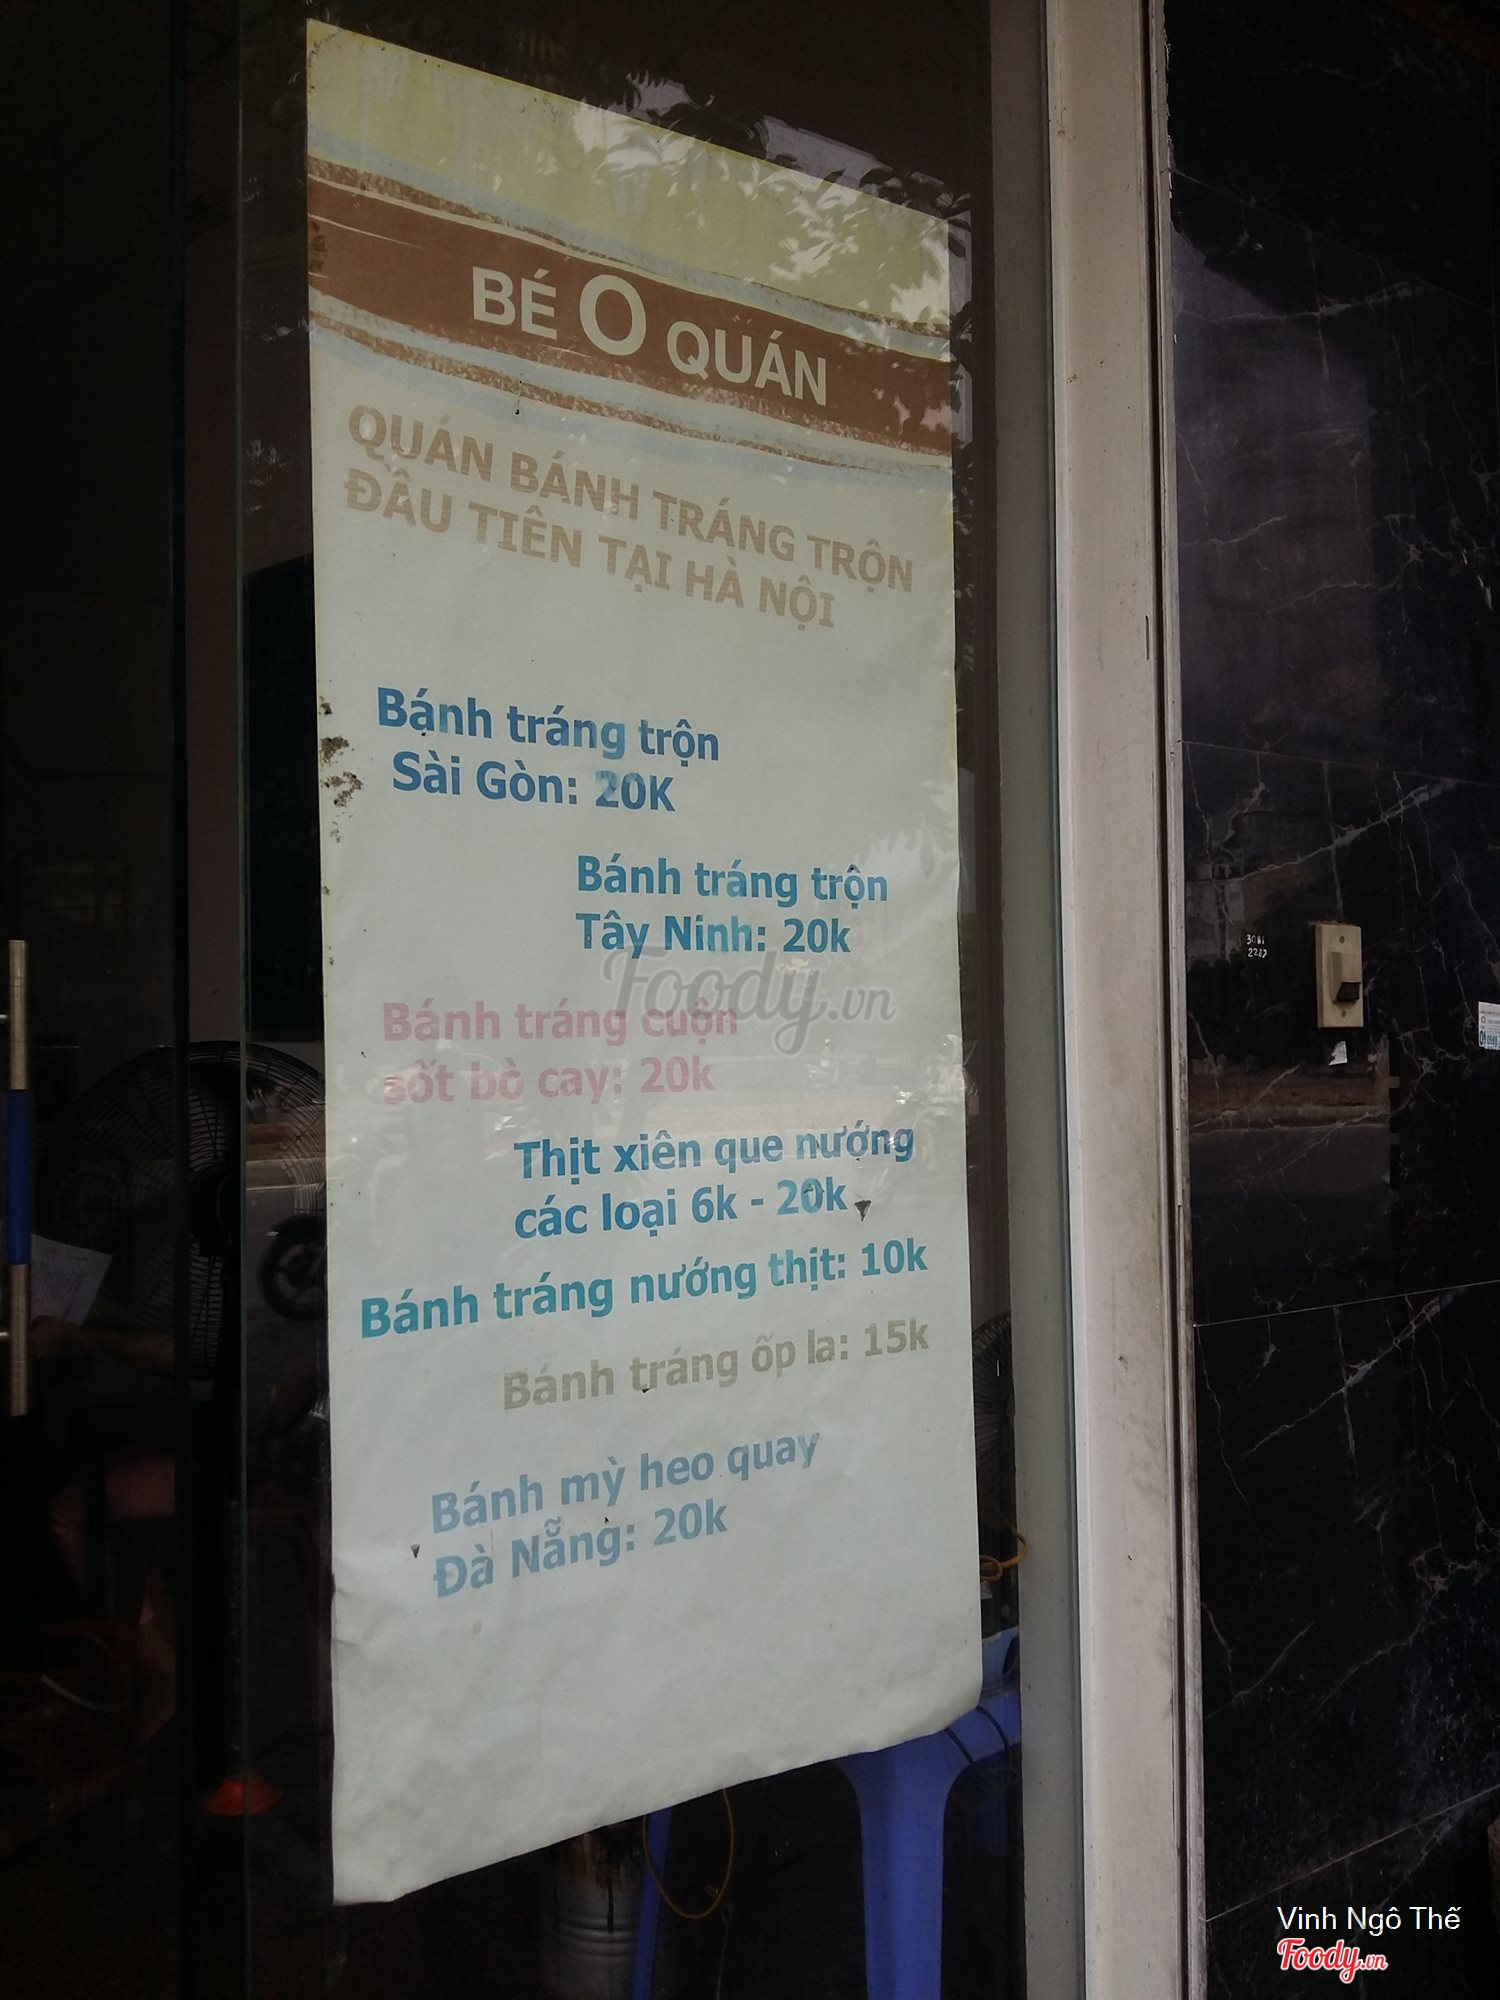 BÉ O QUÁN
QUÁN BÁNH TRÁNG TRỘN
ĐẦU TIÊN TẠI HÀ NỘI
Bánh tráng trộn
Sài Gòn: 20K
Bánh tráng trộn
Tây Ninh: 20k
Foody.vn
Bánh tráng cuộn
sốt bò cay: 20k
Thịt xiên que nướng
các loại 6k - 20k
Bánh tráng nướng thịt: 10k
Bánh tráng ốp la: 15k
Bánh mỳ heo quay
Đà Nẵng: 20k
3081
Vinh Ngô Thế
Foody.vn